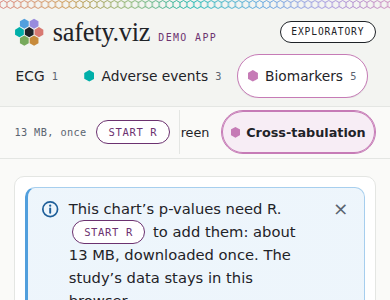 safety.viz DEMO APP EXPLORATORY
ECG 1 Adverse events 3 Biomarkers 5
13 MB, once START R reen Cross-tabulation
This chart’s p-values need R. ×
START R to add them: about
13 MB, downloaded once. The
study’s data stays in this
browser.